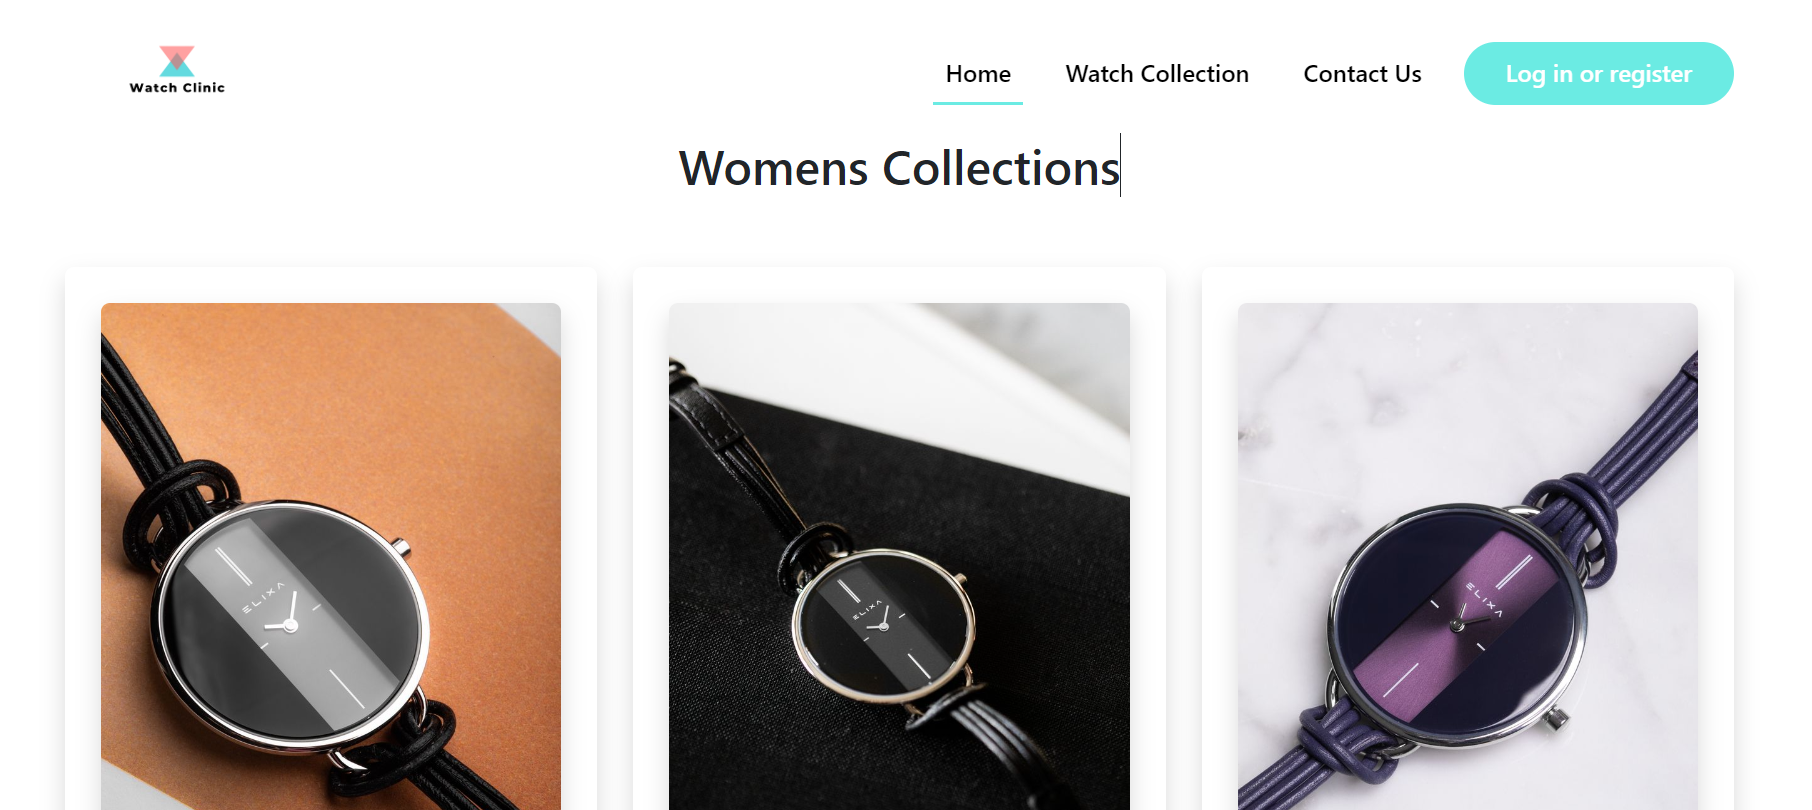 Watch Clinic
Home
Watch Collection
Contact Us
Log in or register
Womens Collections
ELIXA
ELIXA
ELIXA